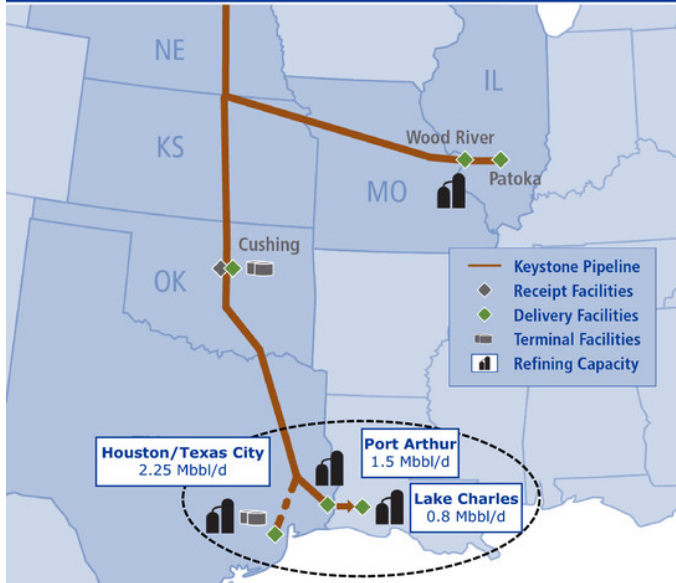 NE
IL
Wood River
KS
Patoka
MO
Cushing
OK
Keystone Pipeline
Receipt Facilities
Delivery Facilities
Terminal Facilities
Refining Capacity
Houston/Texas City
2.25 Mbbl/d
Port Arthur
1.5 Mbbl/d
Lake Charles
0.8 Mbbl/d